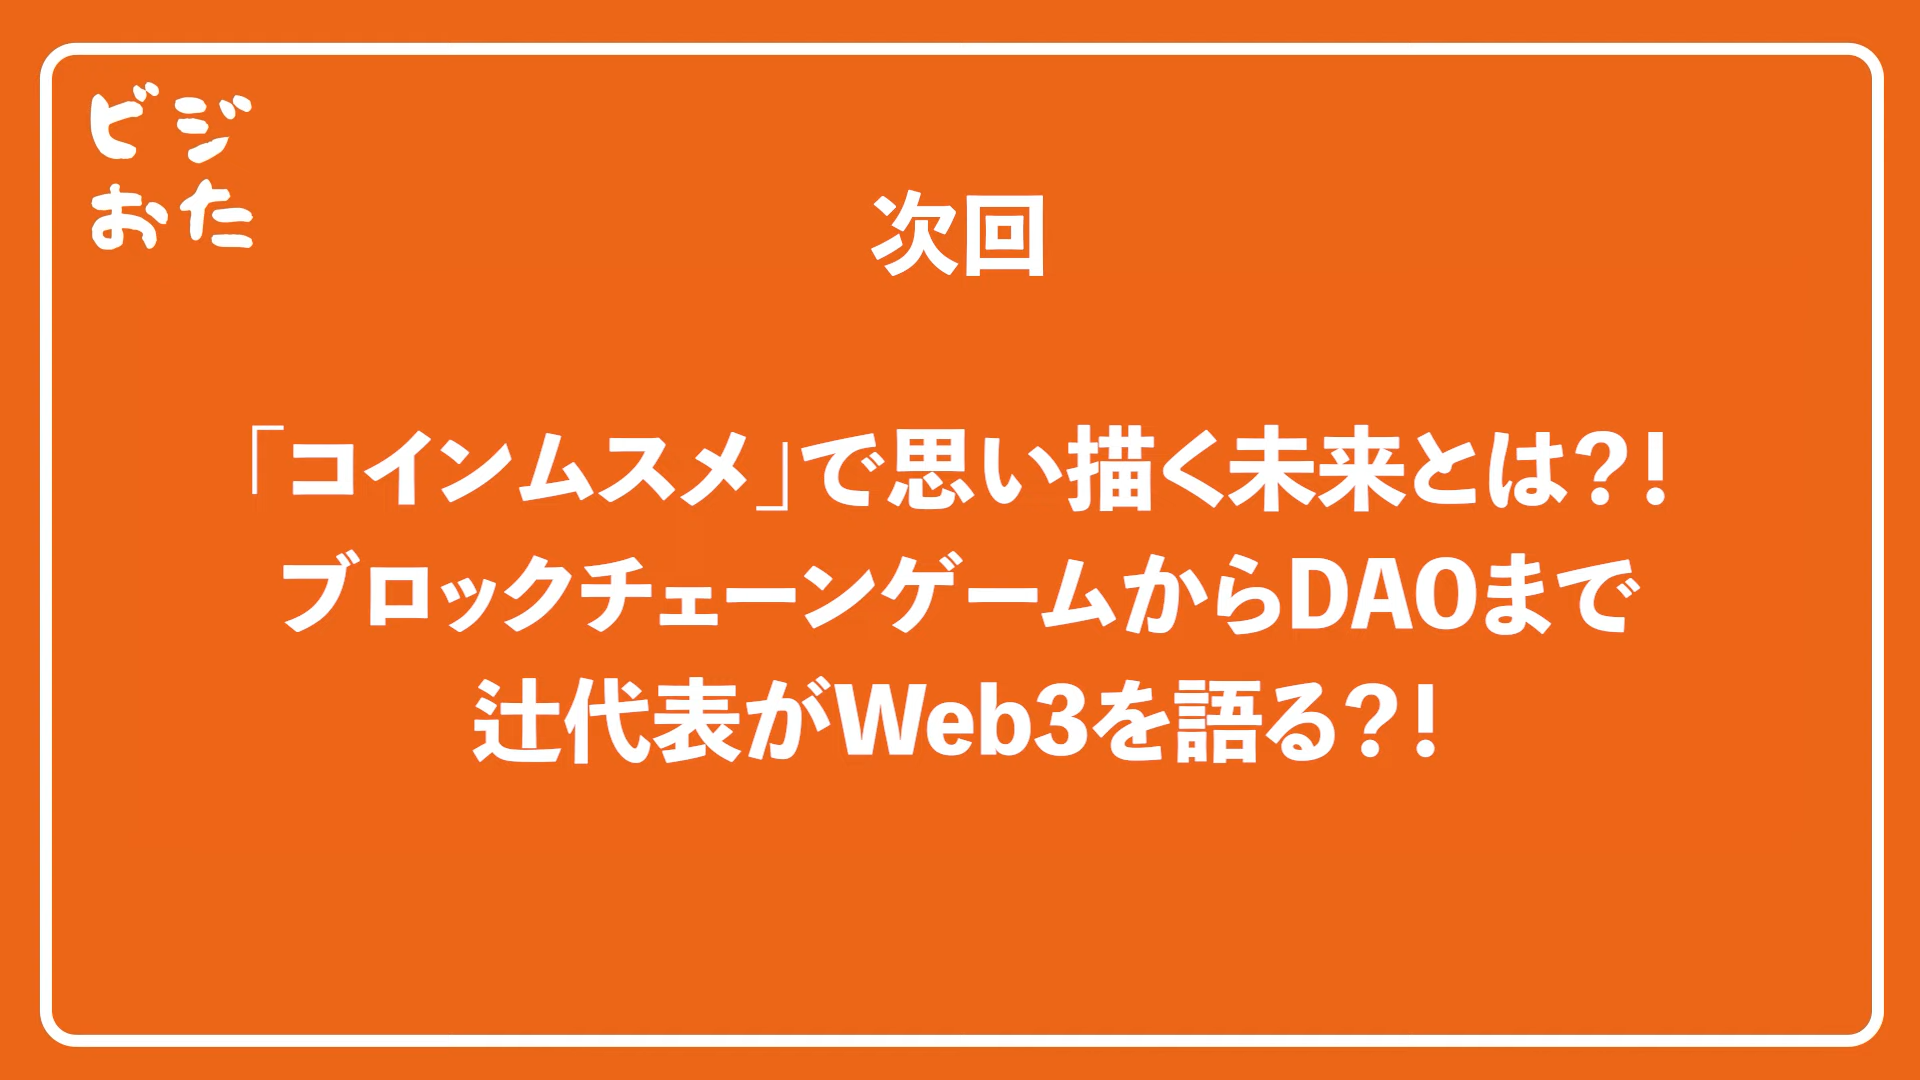 ビジ
おた
次回
「コインムスメ」で思い描く未来とは?!
ブロックチェーンゲームからDAOまで
辻代表がWeb3を語る?!